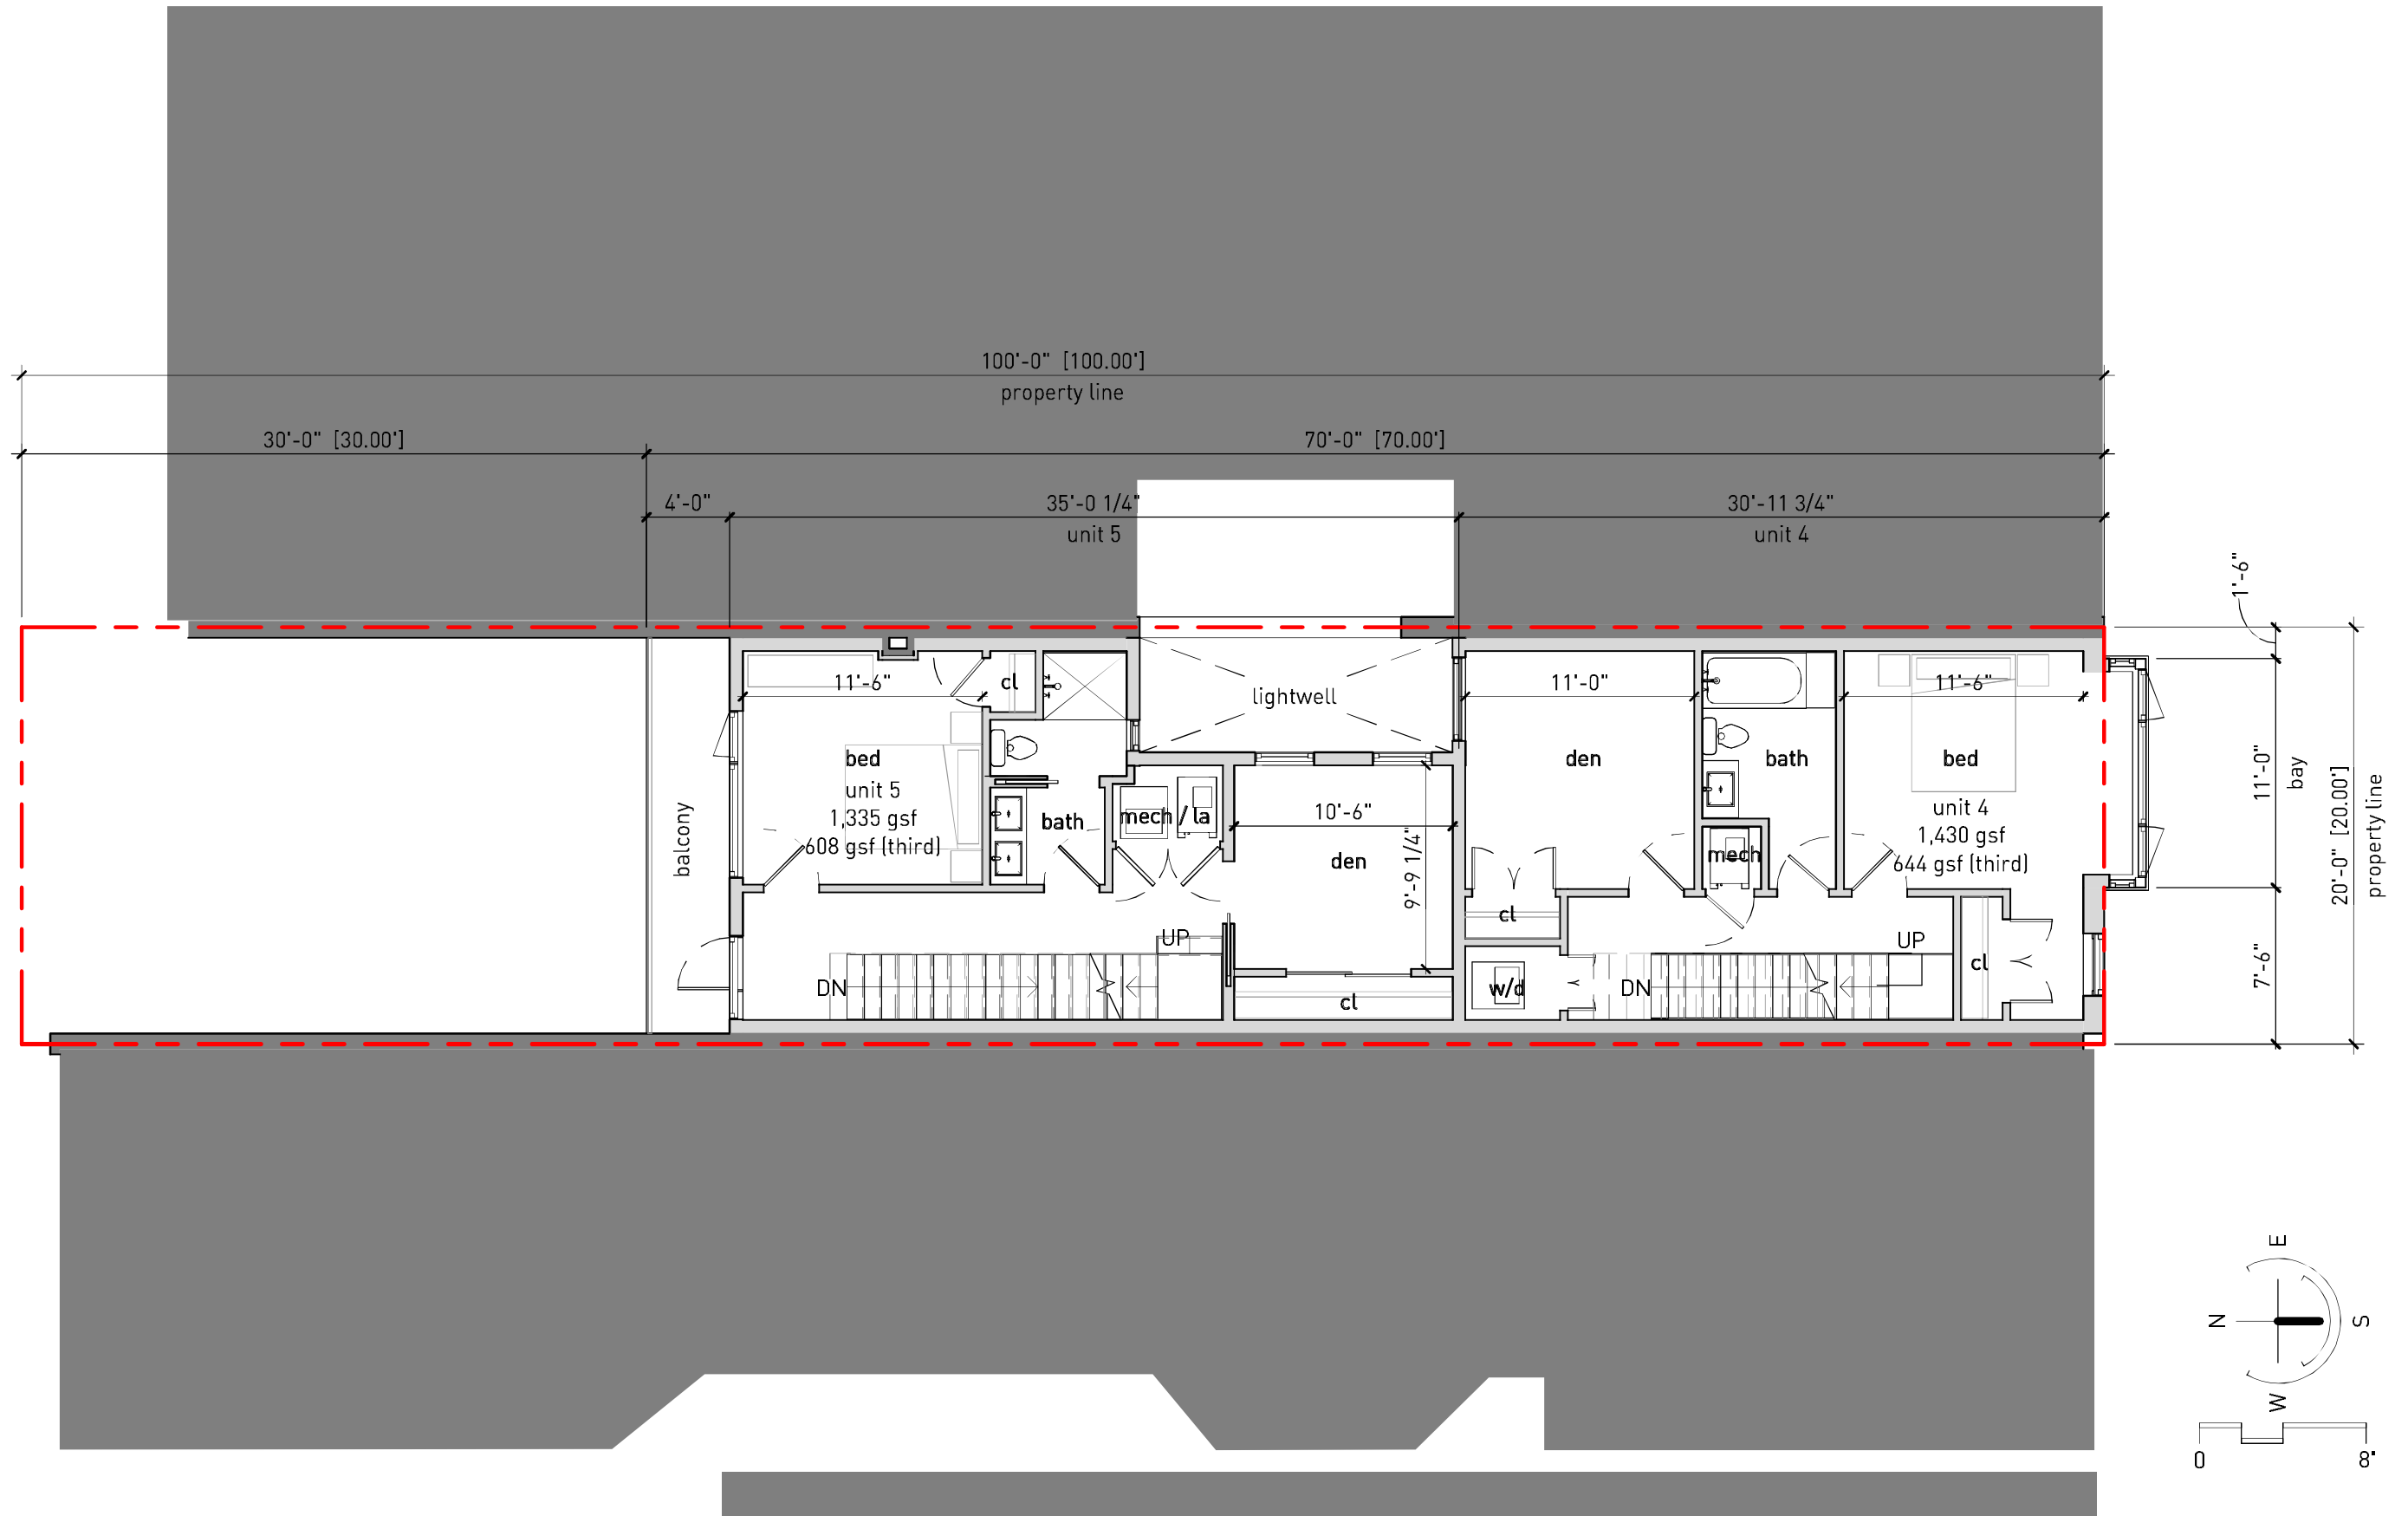 100'-0" [100.00']
property line
30'-0" [30.00']
70'-0" [70.00']
4'-0"
35'-0 1/4"
unit 5
30'-11 3/4"
unit 4
1'-6"
11'-6"
cl
lightwell
11'-0"
11'-6"
bed
unit 5
1,335 gsf
608 gsf (third)
balcony
bath
mech / la
10'-6"
den
9'-9 1/4"
den
bath
mech
bed
unit 4
1,430 gsf
644 gsf (third)
11'-0"
bay
20'-0" [20.00']
property line
7'-6"
cl
UP
UP
DN
cl
w/d
DN
cl
N
E
S
W
0
8'